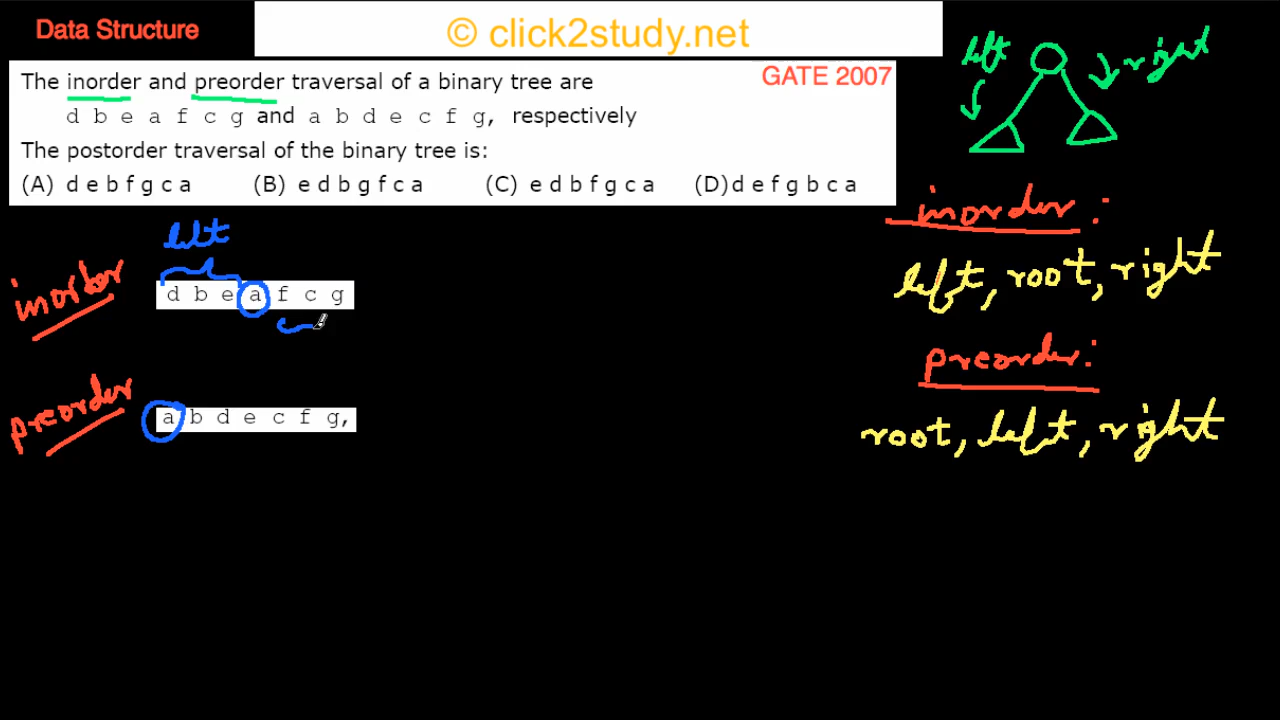 Data Structure
© click2study.net
The inorder and preorder traversal of a binary tree are
GATE 2007
d b e a f c g and a b d e c f g, respectively
The postorder traversal of the binary tree is:
(A) d e b f g c a (B) e d b g f c a (C) e d b f g c a (D)d e f g b c a
left
right
inorder:
left, root, right
preorder:
root, left, right
left
inorder
d b e a f c g
preorder
a b d e c f g,